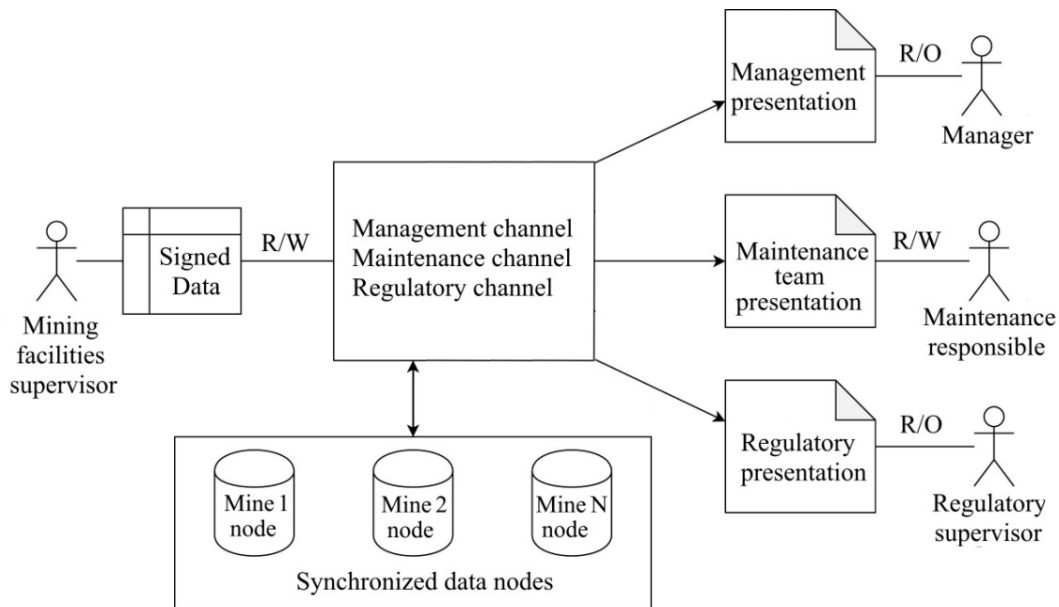 Mining
facilities
supervisor
Signed
Data
R/W
Management channel
Maintenance channel
Regulatory channel
Mine 1
node
Mine 2
node
Mine N
node
Synchronized data nodes
Management
presentation
R/O
Manager
Maintenance
team
presentation
R/W
Maintenance
responsible
Regulatory
presentation
R/O
Regulatory
supervisor